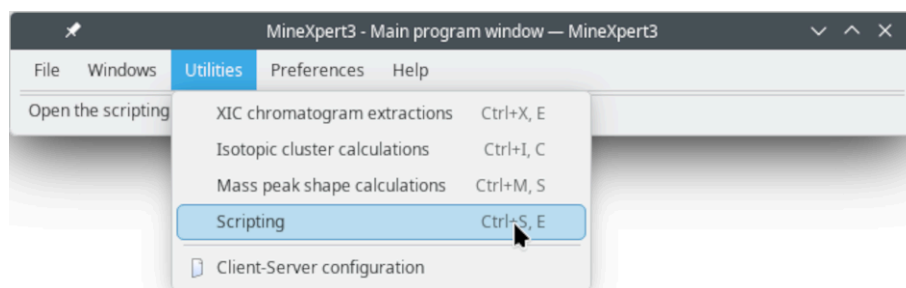 MineXpert3 - Main program window — MineXpert3
File Windows Utilities Preferences Help
Open the scripting
XIC chromatogram extractions Ctrl+X, E
Isotopic cluster calculations Ctrl+I, C
Mass peak shape calculations Ctrl+M, S
Scripting Ctrl+S, E
Client-Server configuration